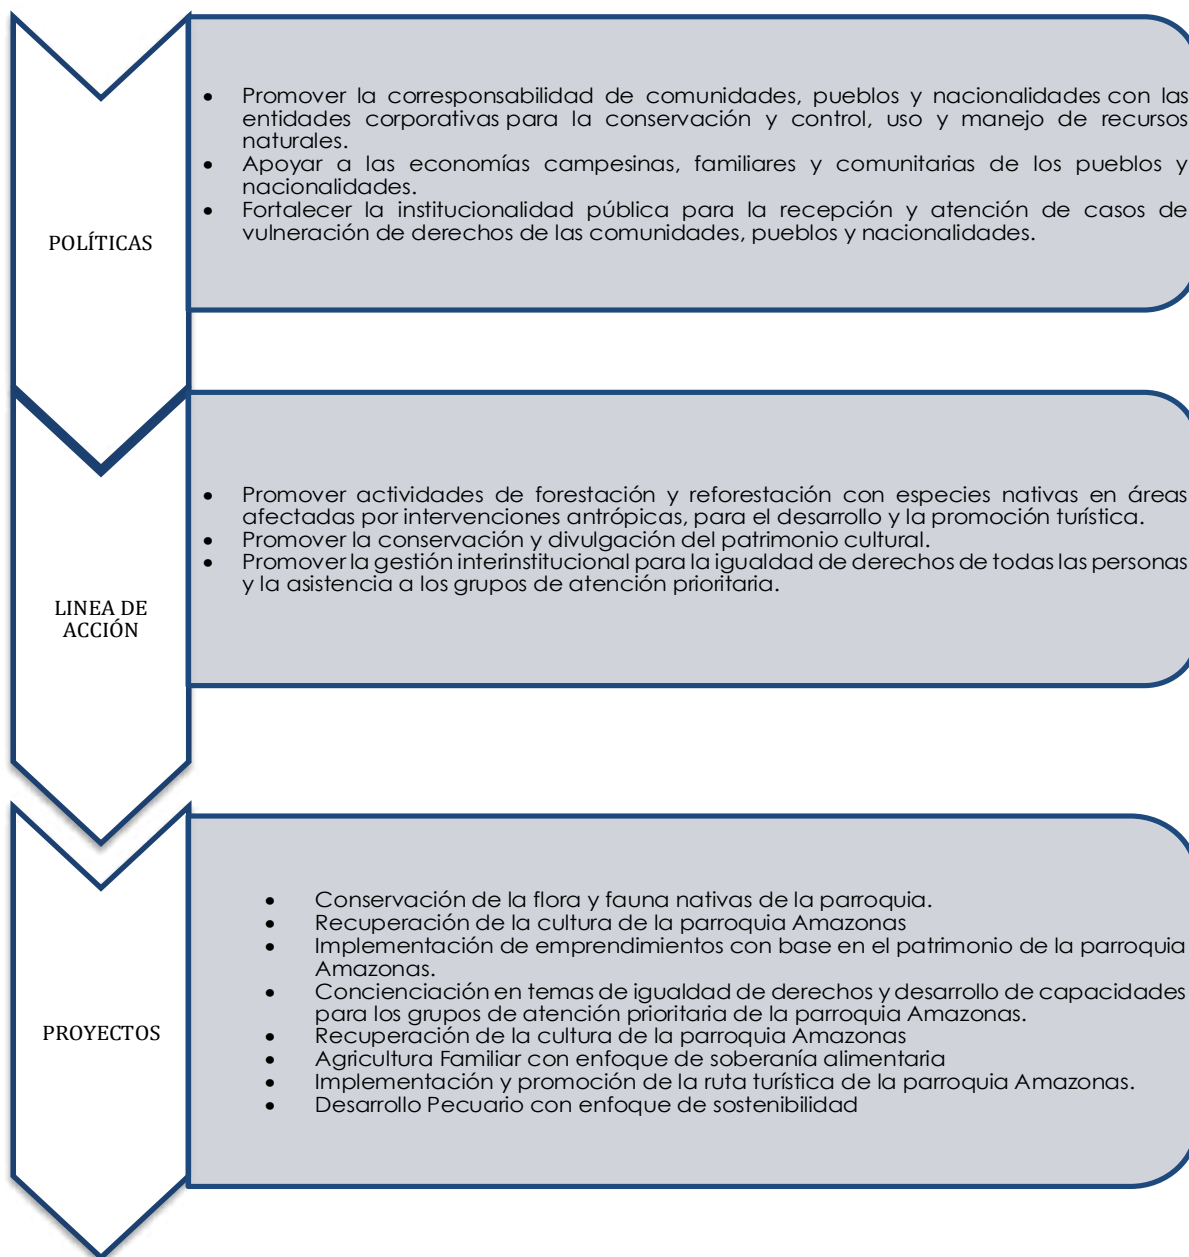 POLÍTICAS
• Promover la corresponsabilidad de comunidades, pueblos y nacionalidades con las
entidades corporativas para la conservación y control, uso y manejo de recursos
naturales.
• Apoyar a las economías campesinas, familiares y comunitarias de los pueblos y
nacionalidades.
• Fortalecer la institucionalidad pública para la recepción y atención de casos de
vulneración de derechos de las comunidades, pueblos y nacionalidades.
LINEA DE
ACCIÓN
• Promover actividades de forestación y reforestación con especies nativas en áreas
afectadas por intervenciones antrópicas, para el desarrollo y la promoción turística.
• Promover la conservación y divulgación del patrimonio cultural.
• Promover la gestión interinstitucional para la igualdad de derechos de todas las personas
y la asistencia a los grupos de atención prioritaria.
PROYECTOS
• Conservación de la flora y fauna nativas de la parroquia.
• Recuperación de la cultura de la parroquia Amazonas
• Implementación de emprendimientos con base en el patrimonio de la parroquia
Amazonas.
• Concienciación en temas de igualdad de derechos y desarrollo de capacidades
para los grupos de atención prioritaria de la parroquia Amazonas.
• Recuperación de la cultura de la parroquia Amazonas
• Agricultura Familiar con enfoque de soberanía alimentaria
• Implementación y promoción de la ruta turística de la parroquia Amazonas.
• Desarrollo Pecuario con enfoque de sostenibilidad